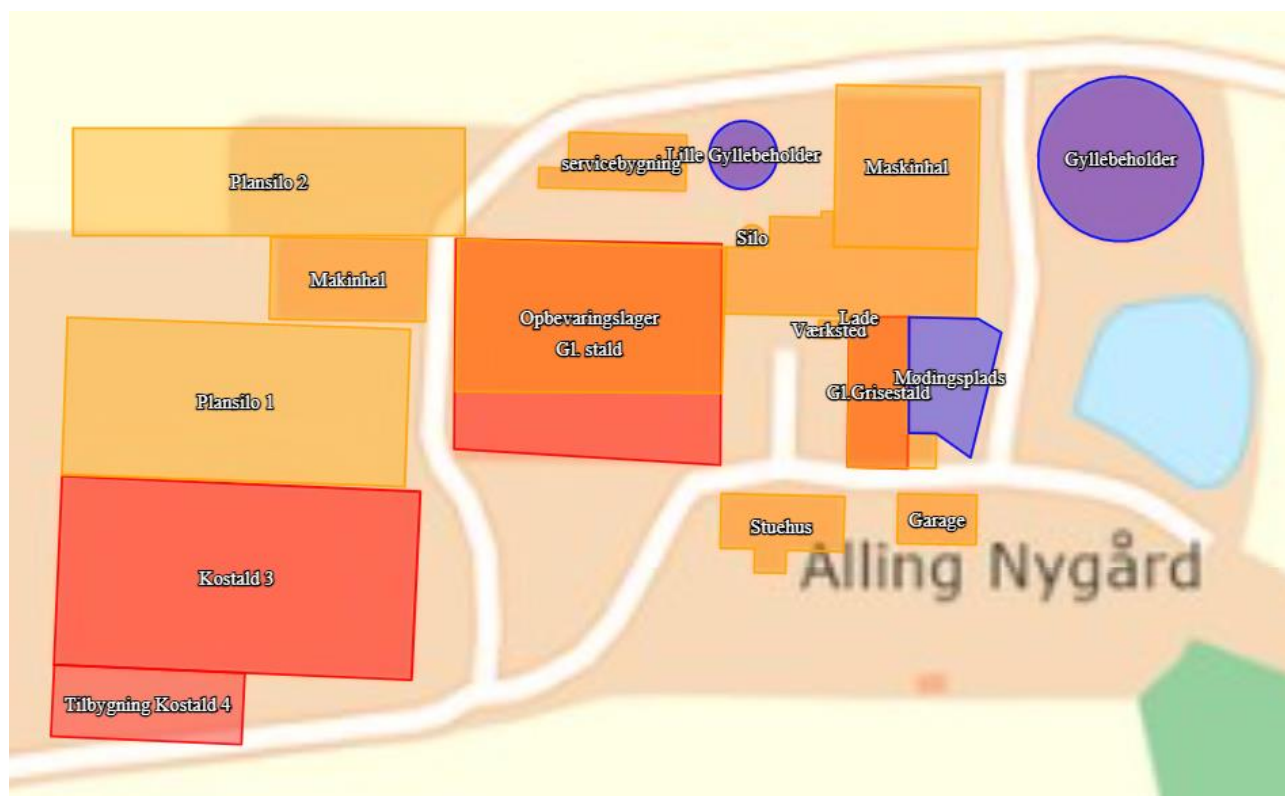 servicebygning
Lille Gyllebeholder
Maskinhal
Gyllebeholder
Plansilo 2
Silo
Makinhal
Opbevaringslager
Gl. stald
Lade
Værksted
Mødingsplads
Gl.Grisestald
Plansilo 1
Stuehus
Garage
Alling Nygård
Kostald 3
Tilbygning Kostald 4